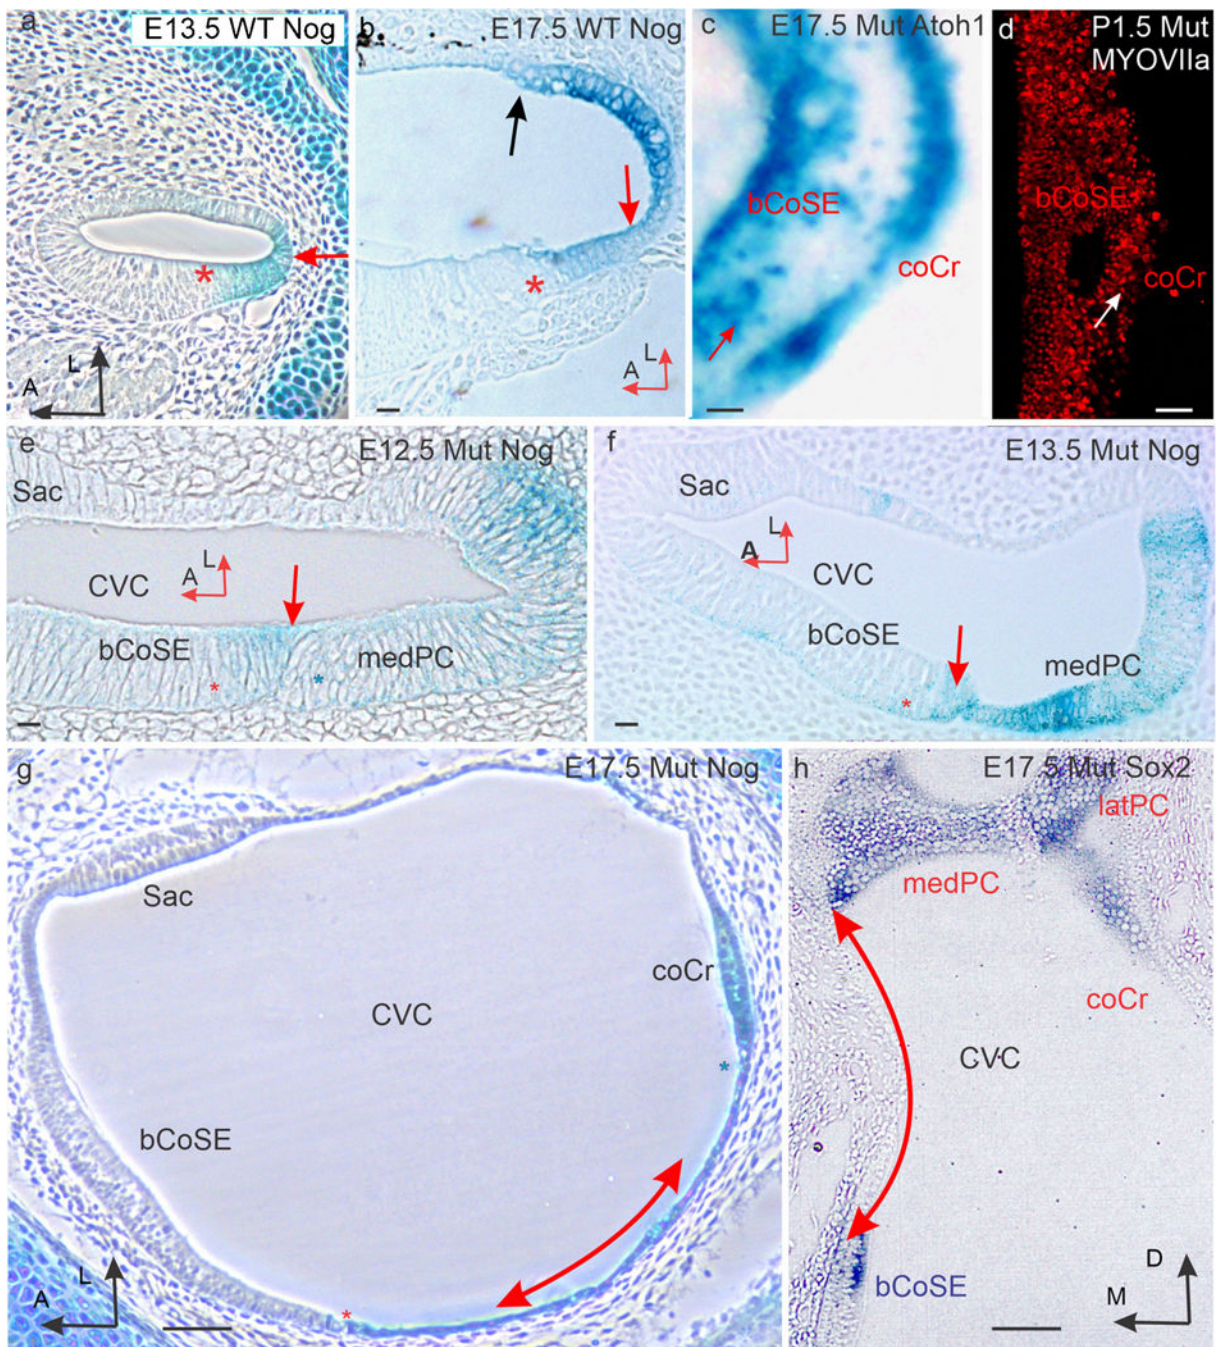 a
E13.5 WT Nog
*
L
A
b
E17.5 WT Nog
*
L
A
c
E17.5 Mut Atoh1
bCoSE
coCr
d
P1.5 Mut
MYOVIIa
bCoSE
coCr
e
E12.5 Mut Nog
Sac
L
A
CVC
bCoSE
medPC
*
*
f
E13.5 Mut Nog
Sac
L
A
CVC
bCoSE
medPC
*
g
E17.5 Mut Nog
Sac
coCr
CVC
*
bCoSE
L
A
*
h
E17.5 Mut Sox2
latPC
medPC
coCr
CVC
D
bCoSE
M